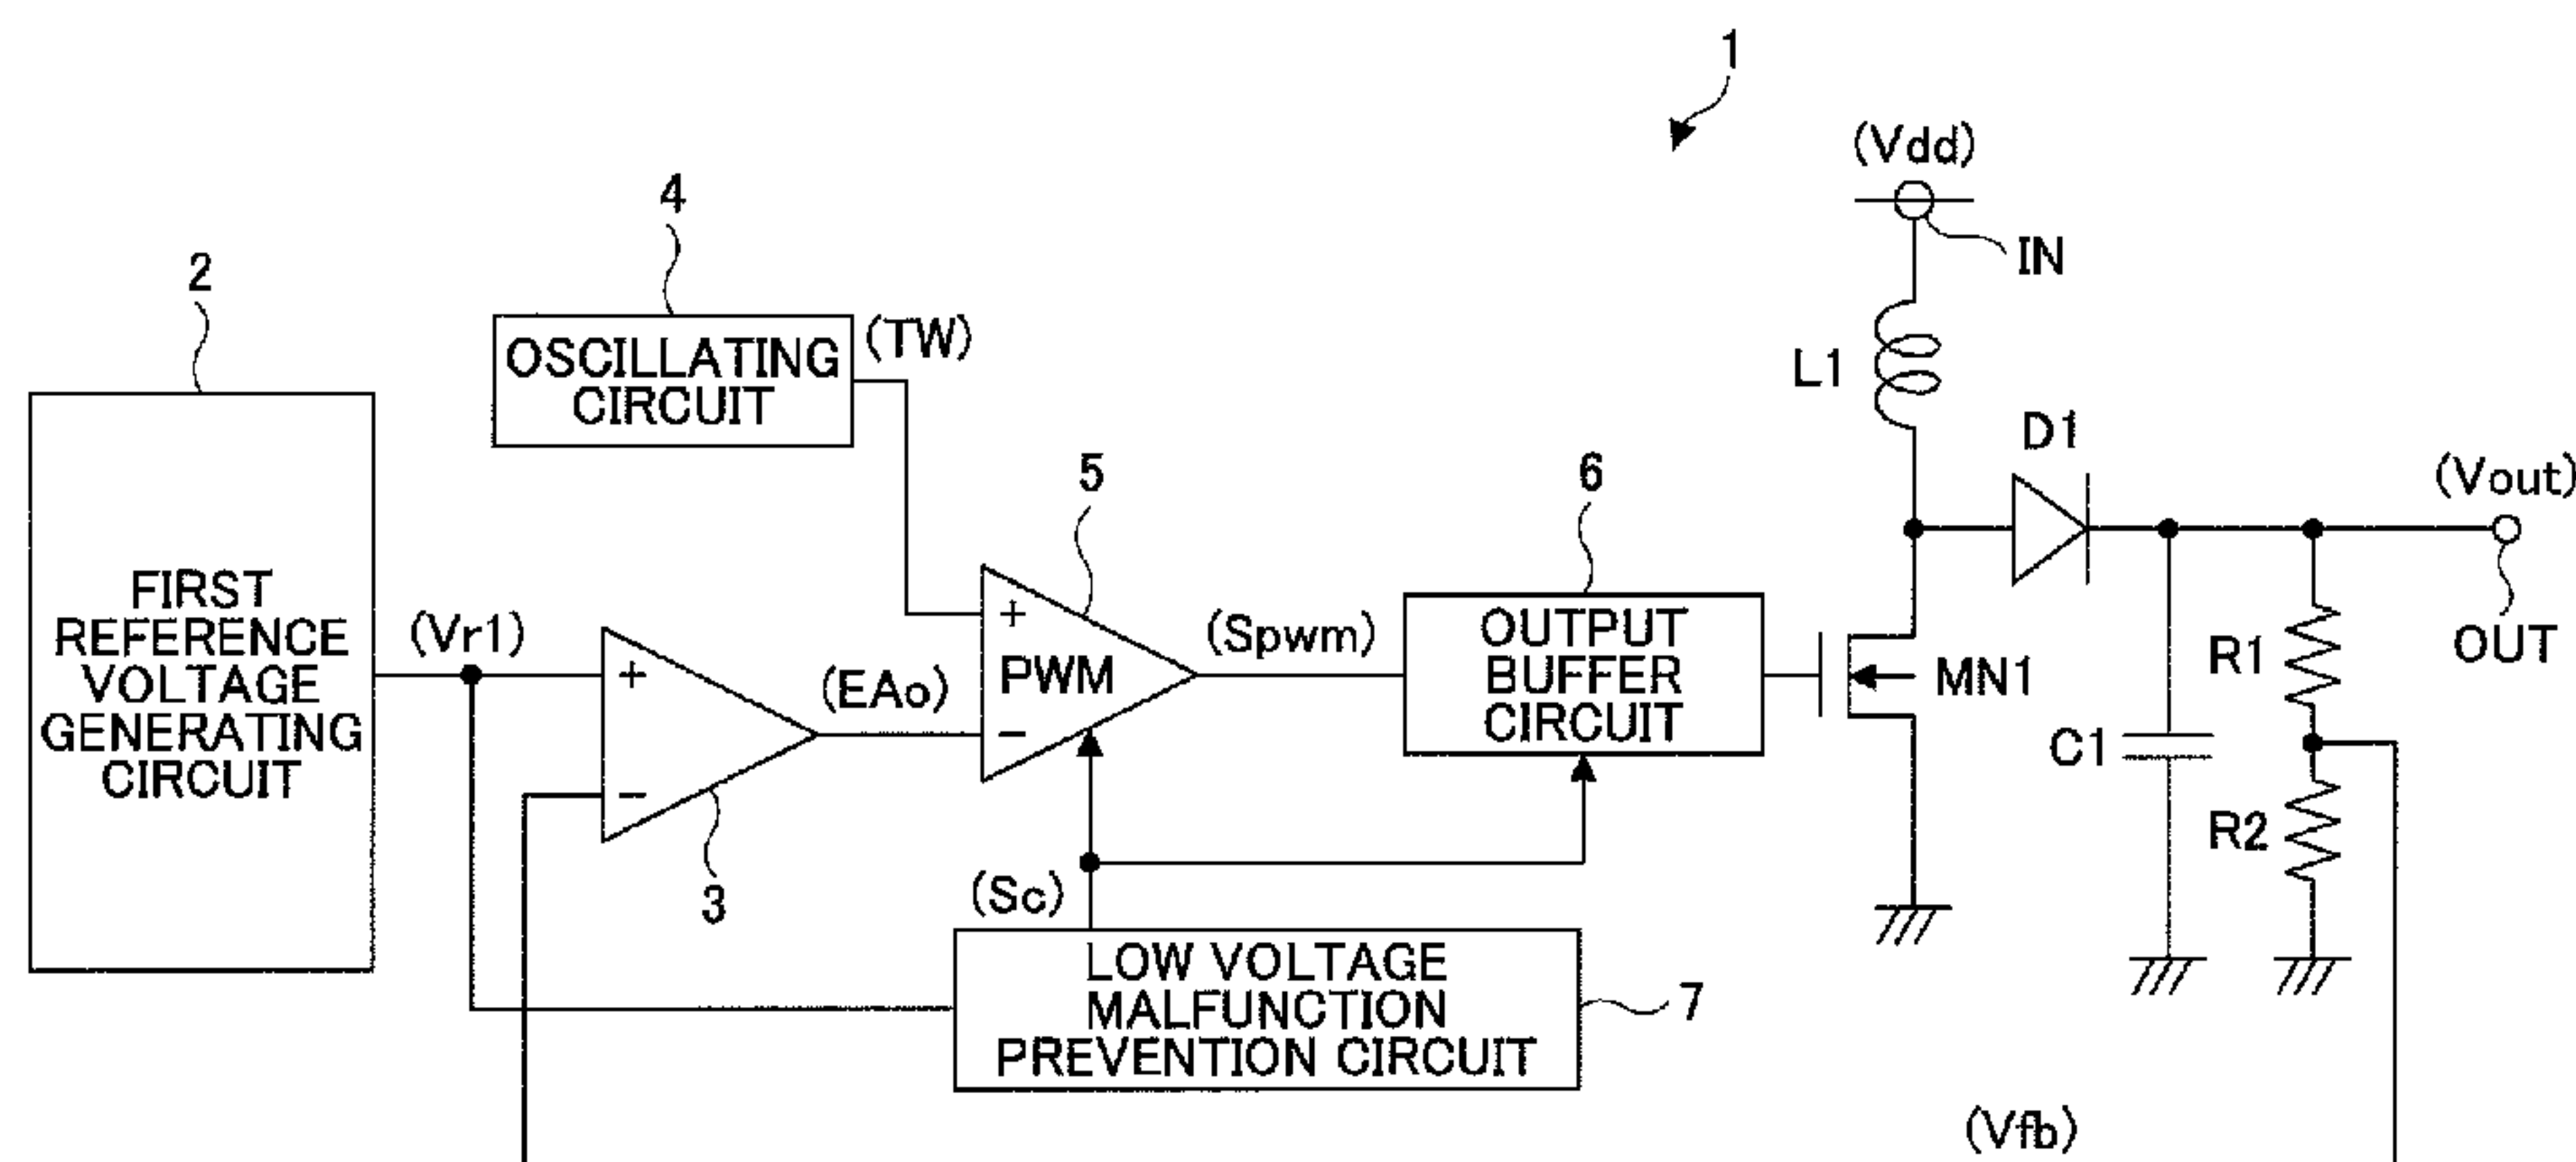 1
(Vdd)
IN
4
2
OSCILLATING
CIRCUIT
(TW)
L1
D1
5
6
(Vout)
OUT
FIRST
REFERENCE
VOLTAGE
GENERATING
CIRCUIT
(Vr1)
+
−
3
(EAo)
+
PWM
−
(Spwm)
OUTPUT
BUFFER
CIRCUIT
MN1
R1
C1
R2
(Sc)
LOW VOLTAGE
MALFUNCTION
PREVENTION CIRCUIT
7
(Vfb)